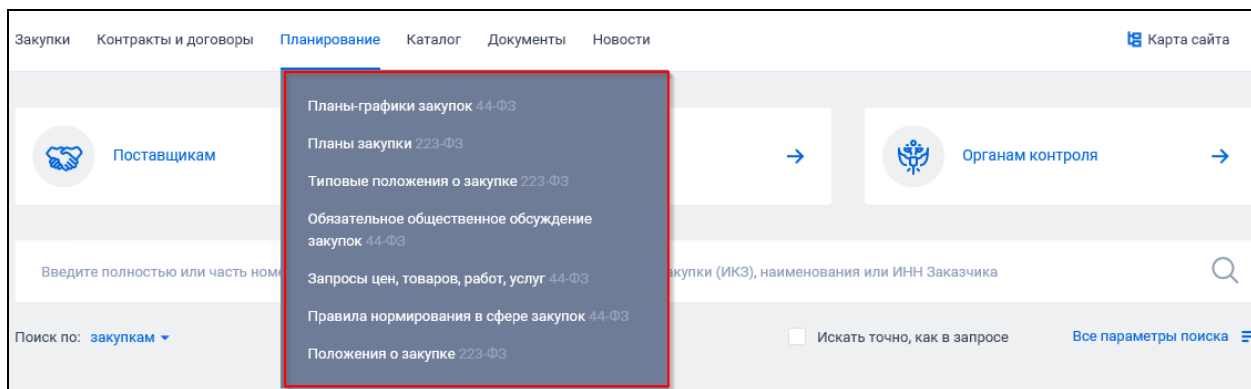 Закупки Контракты и договоры Планирование Каталог Документы Новости Карта сайта
Планы-графики закупок 44-ФЗ
Планы закупки 223-ФЗ
Поставщикам
Органам контроля
Типовые положения о закупке 223-ФЗ
Обязательное общественное обсуждение
закупок 44-ФЗ
Введите полностью или часть номе
акупки (ИКЗ), наименования или ИНН Заказчика
Запросы цен, товаров, работ, услуг 44-ФЗ
Правила нормирования в сфере закупок 44-ФЗ
Поиск по: закупкам
Искать точно, как в запросе Все параметры поиска
Положения о закупке 223-ФЗ